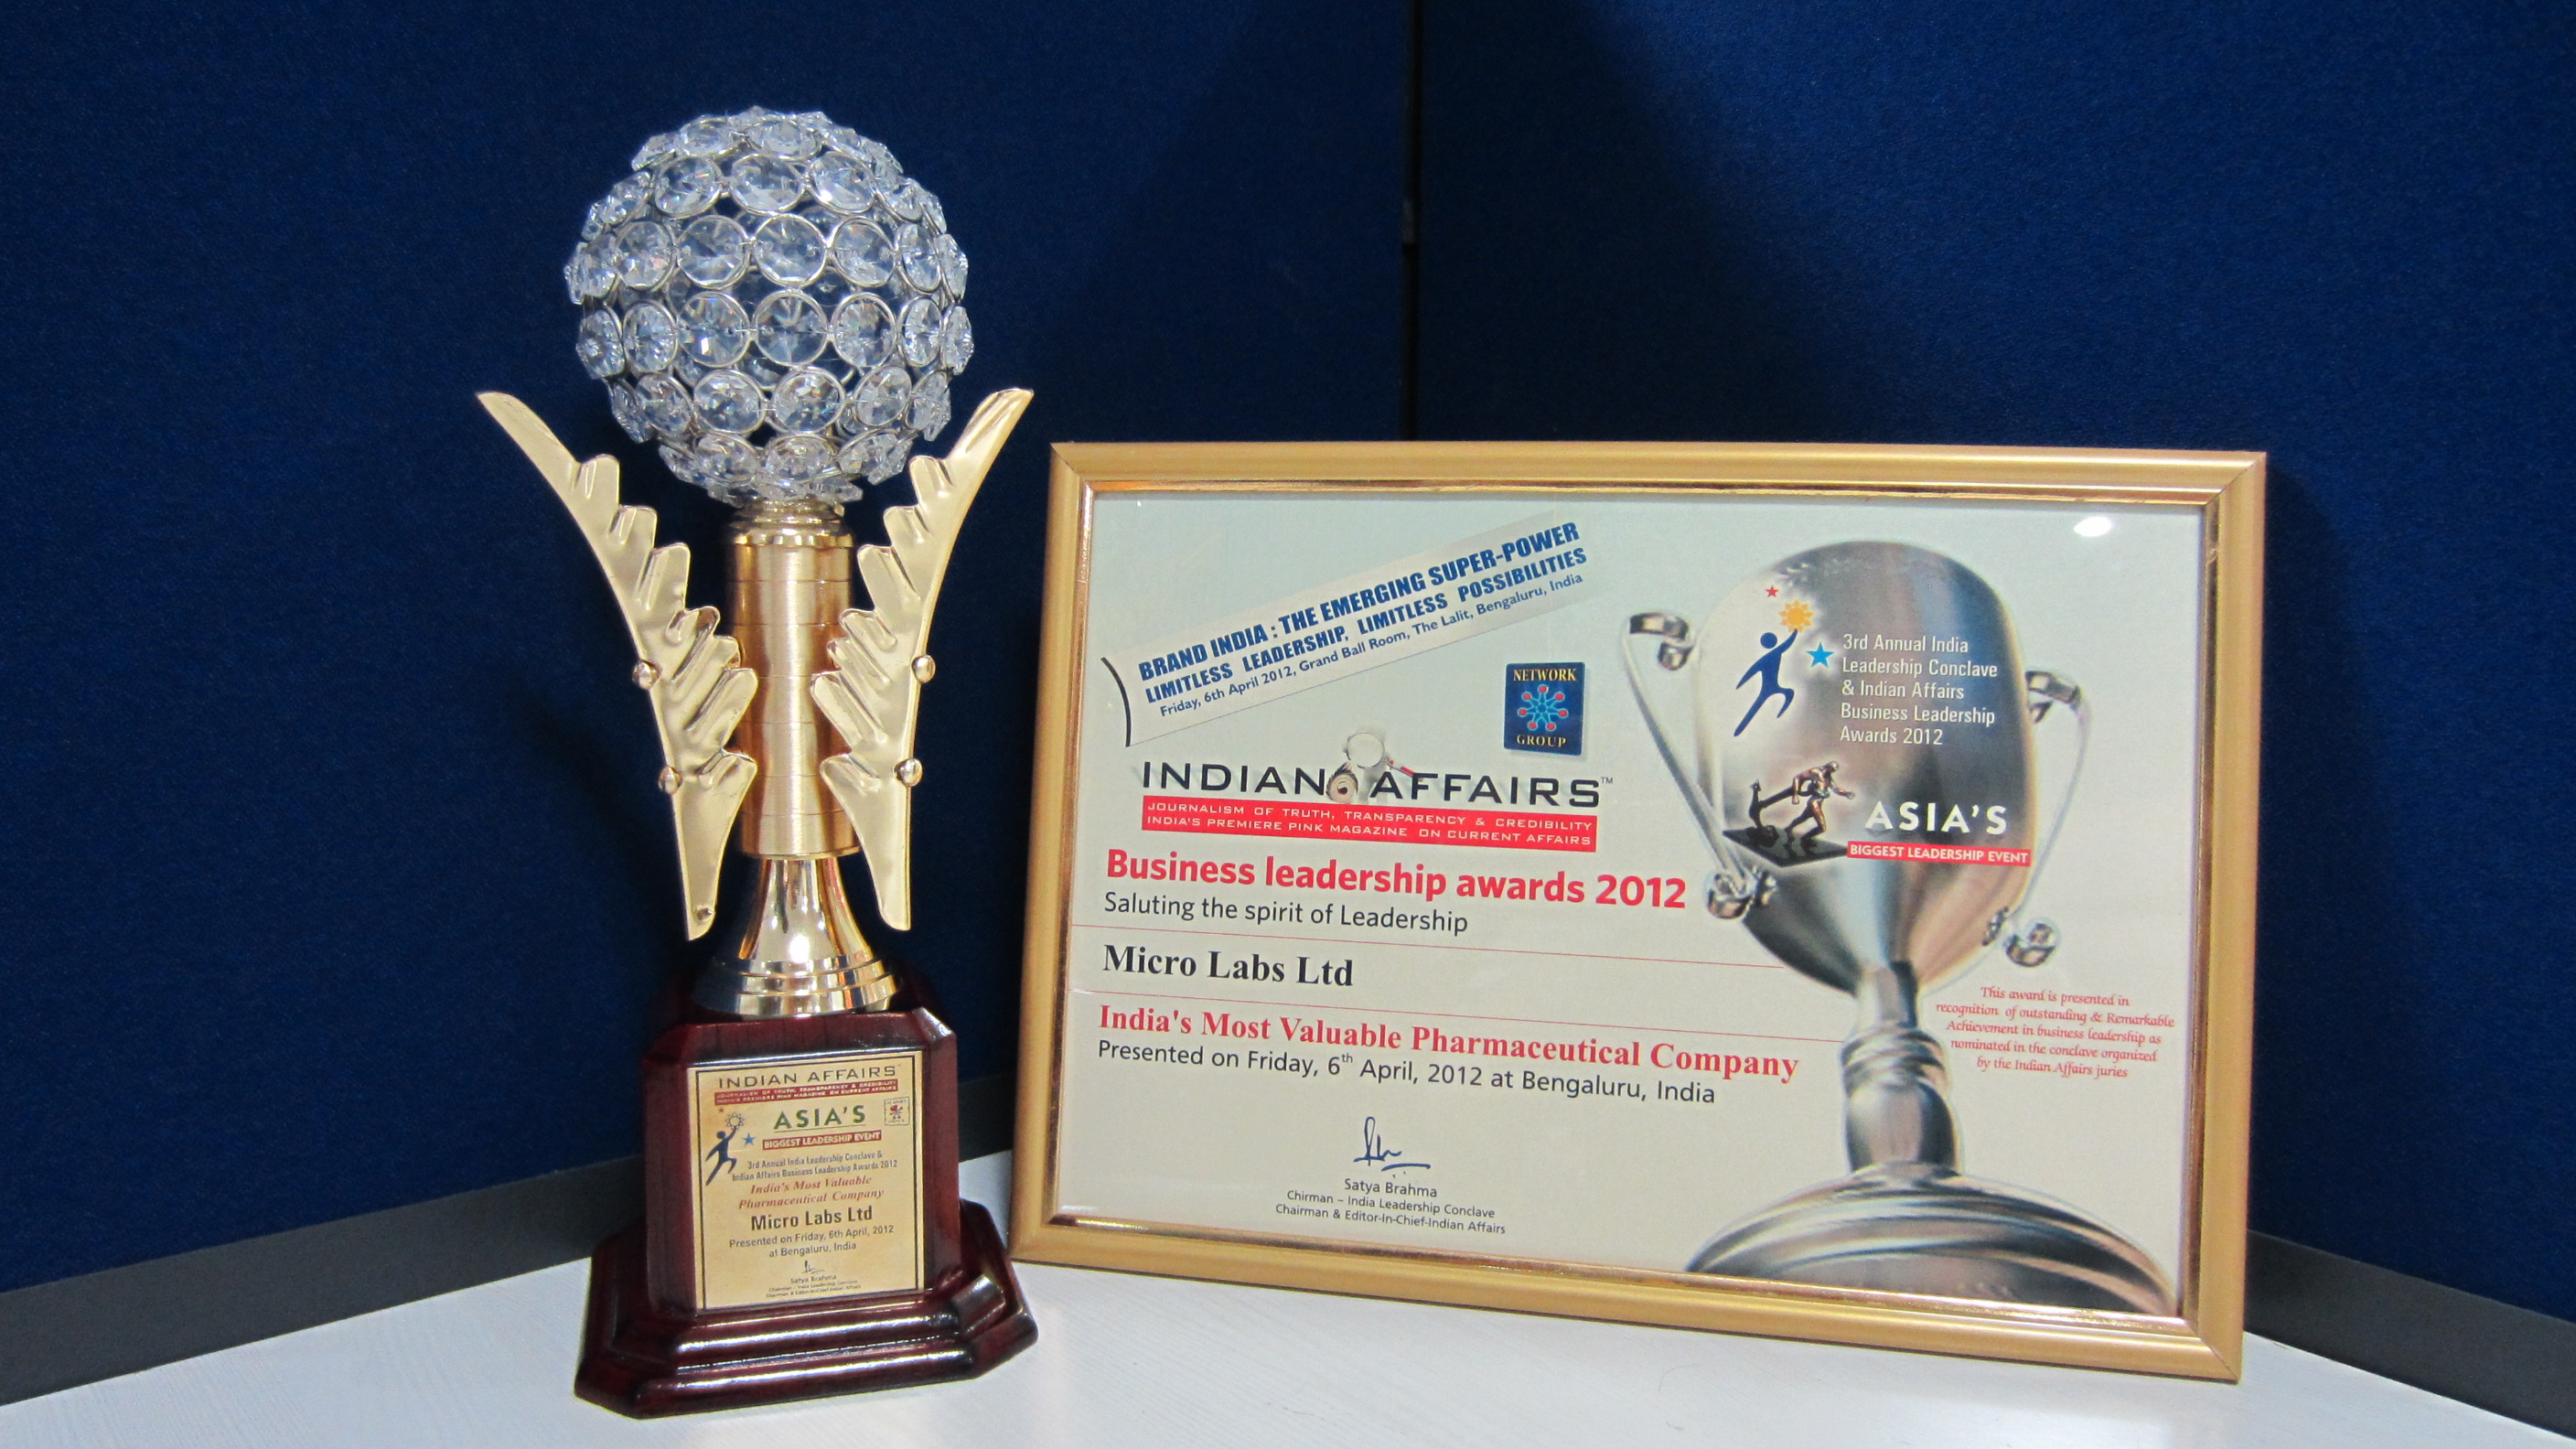 INDIAN AFFAIRS
JOURNALISM OF TRUTH, TRANSPARENCY & CREDIBILITY
INDIA'S PREMIERE PINK MAGAZINE ON CURRENT AFFAIRS
ASIA'S
BIGGEST LEADERSHIP EVENT
3rd Annual India Leadership Conclave &
Indian Affairs Business Leadership Awards 2012
India's Most Valuable
Pharmaceutical Company
Micro Labs Ltd
Presented on Friday, 6th April, 2012
at Bengaluru, India
Satya Brahma
BRAND INDIA : THE EMERGING SUPER-POWER
LIMITLESS LEADERSHIP, LIMITLESS POSSIBILITIES
Friday, 6th April 2012, Grand Ball Room, The Lalit, Bengaluru, India
NETWORK
GROUP
INDIAN AFFAIRS™
JOURNALISM OF TRUTH, TRANSPARENCY & CREDIBILITY
INDIA'S PREMIERE PINK MAGAZINE ON CURRENT AFFAIRS
Business leadership awards 2012
Saluting the spirit of Leadership
Micro Labs Ltd
India's Most Valuable Pharmaceutical Company
Presented on Friday, 6th April, 2012 at Bengaluru, India
Satya Brahma
Chirman – India Leadership Conclave
Chairman & Editor-In-Chief-Indian Affairs
3rd Annual India
Leadership Conclave
& Indian Affairs
Business Leadership
Awards 2012
ASIA'S
BIGGEST LEADERSHIP EVENT
This award is presented in
recognition of outstanding & Remarkable
Achievement in business leadership as
nominated in the conclave organized
by the Indian Affairs juries